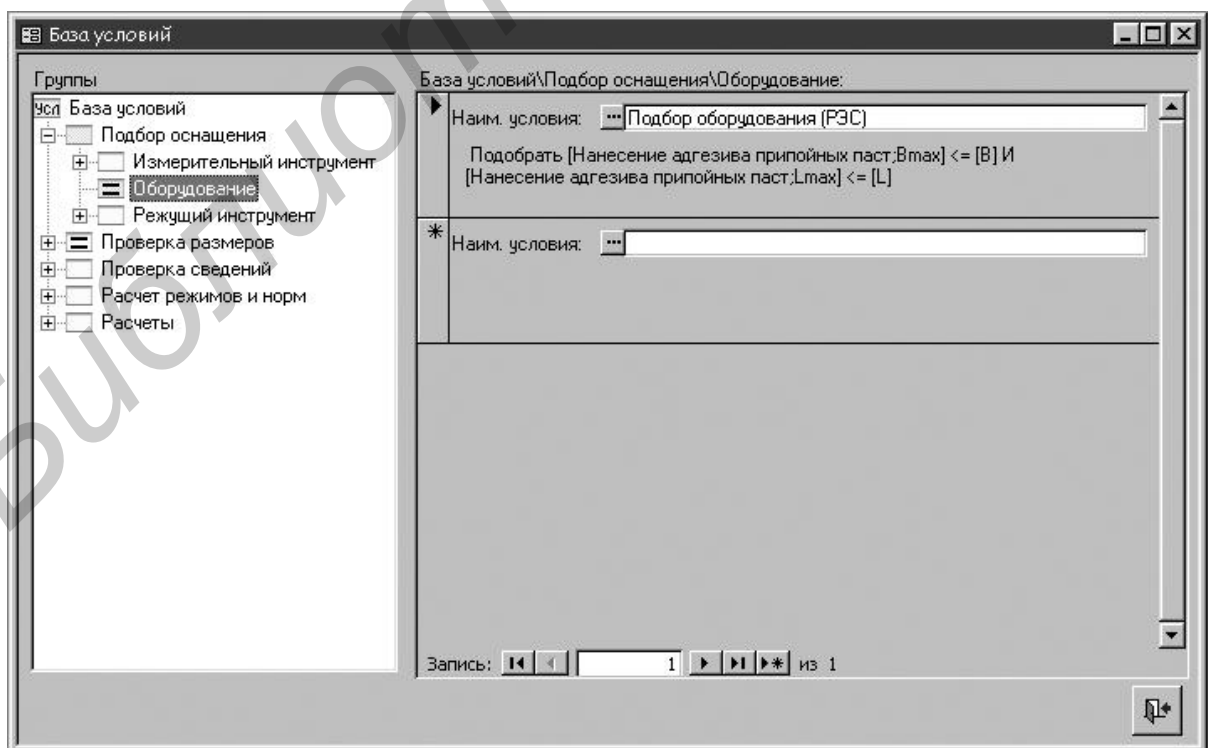 База условий
Группы
Усл База условий
Подбор оснащения
Измерительный инструмент
Оборудование
Режущий инструмент
Проверка размеров
Проверка сведений
Расчет режимов и норм
Расчеты
База условий\Подбор оснащения\Оборудование:
Наим. условия: ... Подбор оборудования (РЭС)
Подобрать [Нанесение адгезива припойных паст;Bmax] <= [B] И
[Нанесение адгезива припойных паст;Lmax] <= [L]
Наим. условия: ...
Запись: 1 из 1
Библиот